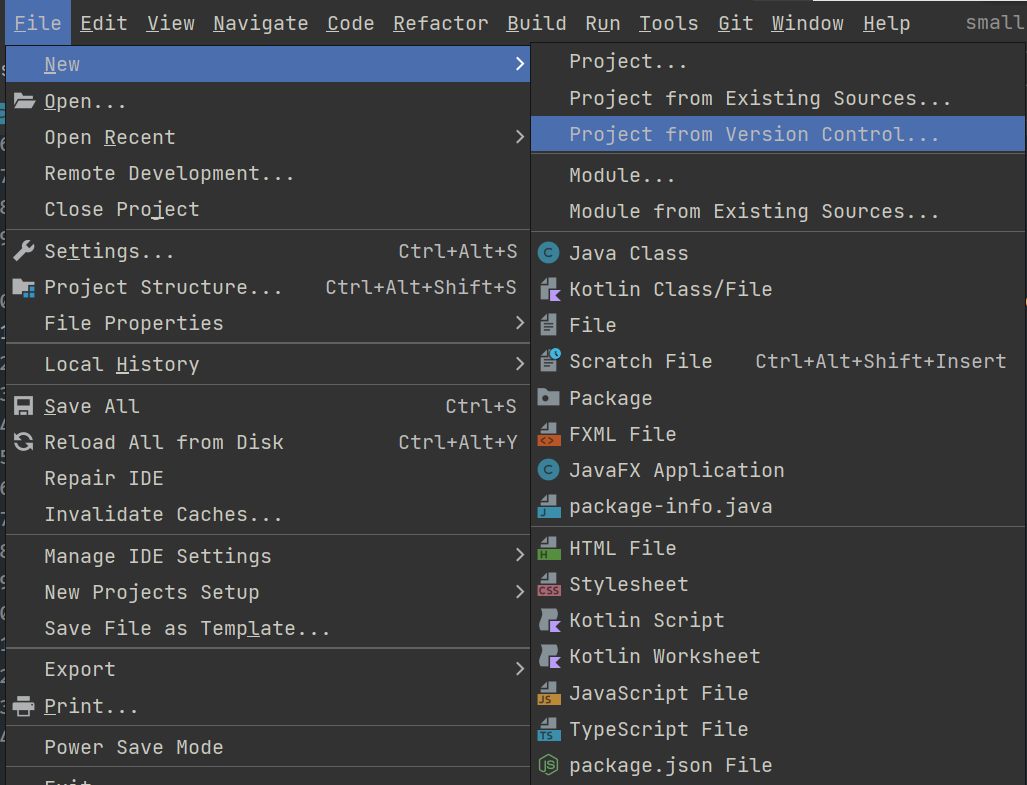 File Edit View Navigate Code Refactor Build Run Tools Git Window Help small
New
Open...
Open Recent
Remote Development...
Close Project
Settings... Ctrl+Alt+S
Project Structure... Ctrl+Alt+Shift+S
File Properties
Local History
Save All Ctrl+S
Reload All from Disk Ctrl+Alt+Y
Repair IDE
Invalidate Caches...
Manage IDE Settings
New Projects Setup
Save File as Template...
Export
Print...
Power Save Mode
Exit
Project...
Project from Existing Sources...
Project from Version Control...
Module...
Module from Existing Sources...
C Java Class
Kotlin Class/File
File
Scratch File Ctrl+Alt+Shift+Insert
Package
<> FXML File
C JavaFX Application
J package-info.java
H HTML File
CSS Stylesheet
Kotlin Script
Kotlin Worksheet
JS JavaScript File
TS TypeScript File
JS package.json File